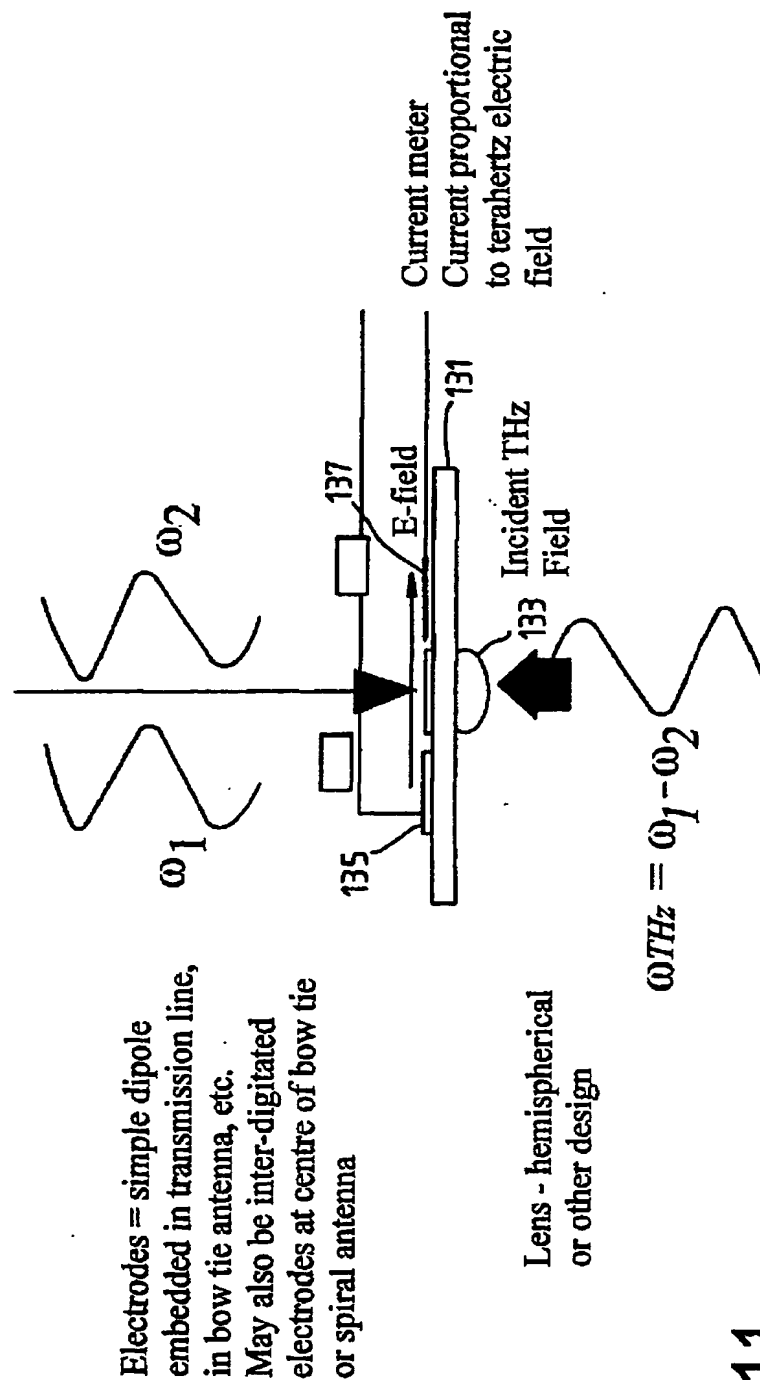 Electrodes = simple dipole
embedded in transmission line,
in bow tie antenna, etc.
May also be inter-digitated
electrodes at centre of bow tie
or spiral antenna
ω1
ω2
135
137
E-field
131
133
Incident THz
Field
Current meter
Current proportional
to terahertz electric
field
Lens - hemispherical
or other design
ωTHz = ω1-ω2
11